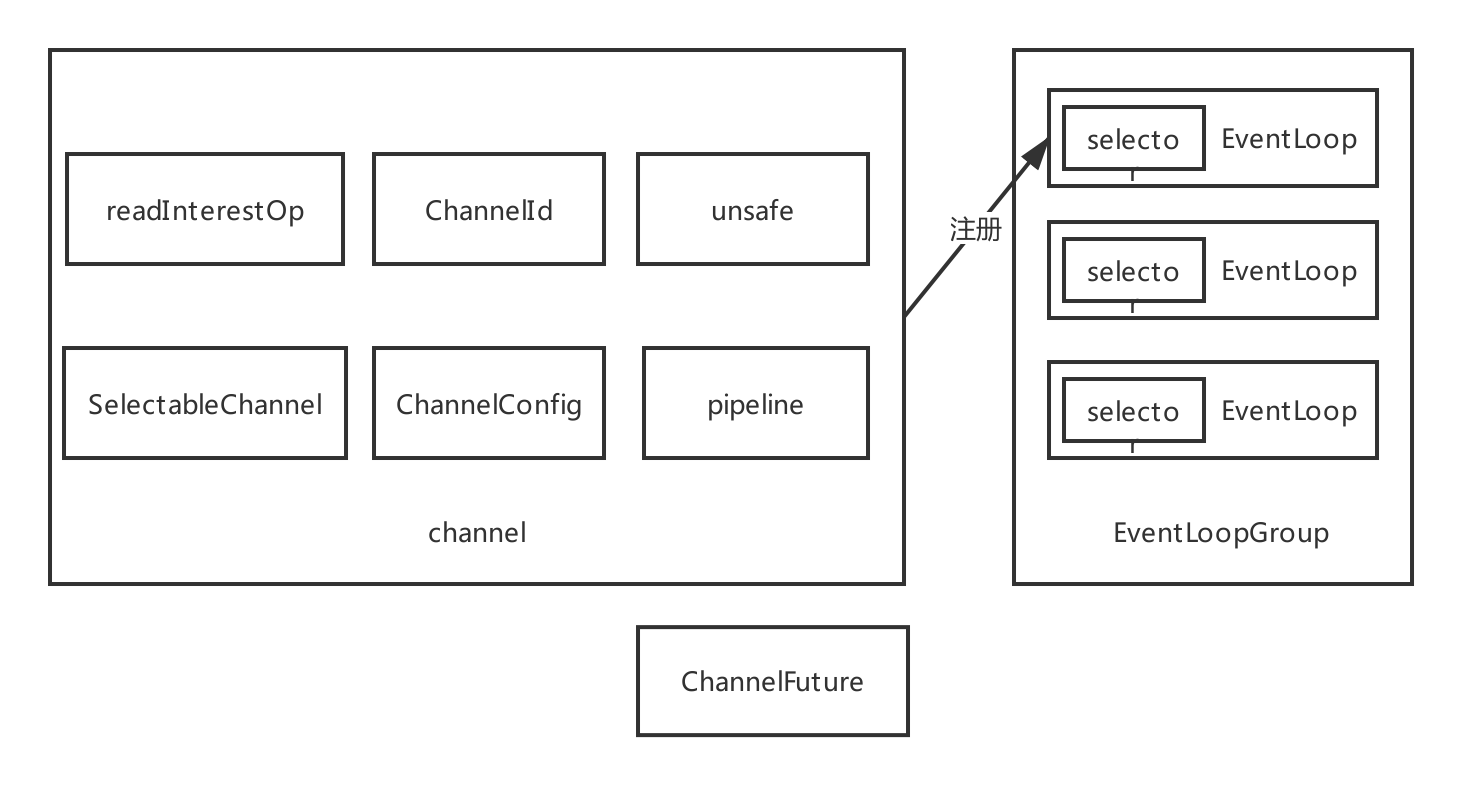 readInterestOp
ChannelId
unsafe
SelectableChannel
ChannelConfig
pipeline
channel
注册
selecto
r
EventLoop
selecto
r
EventLoop
selecto
r
EventLoop
EventLoopGroup
ChannelFuture